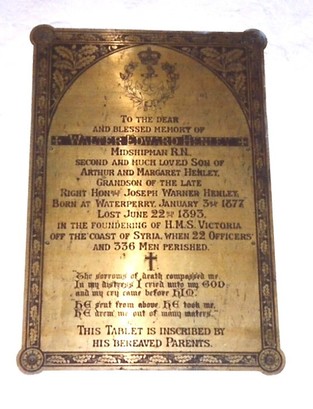 To the dear
and blessed memory of
Walter Edward Henley
Midshipman R.N.
second and much loved Son of
Arthur and Margaret Henley,
Grandson of the late
Right Honble Joseph Warner Henley,
Born at Waterperry, January 3rd 1877
Lost June 22nd 1893,
in the foundering of H.M.S. Victoria
off the coast of Syria, when 22 Officers
and 336 Men perished.
The sorrows of death compassed me
In my distress I cried unto my GOD
and my cry came before HIM.
HE sent from above HE took me,
HE drew me out of many waters.
This Tablet is inscribed by
his bereaved Parents.